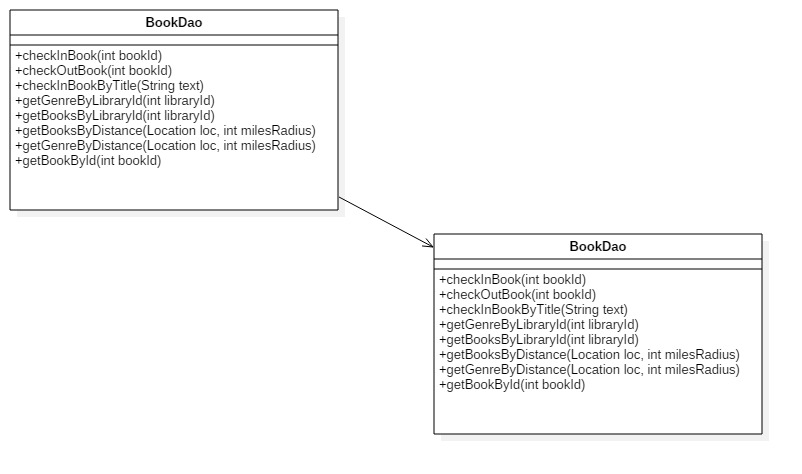 BookDao
+checkInBook(int bookId)
+checkOutBook(int bookId)
+checkInBookByTitle(String text)
+getGenreByLibraryId(int libraryId)
+getBooksByLibraryId(int libraryId)
+getBooksByDistance(Location loc, int milesRadius)
+getGenreByDistance(Location loc, int milesRadius)
+getBookById(int bookId)
BookDao
+checkInBook(int bookId)
+checkOutBook(int bookId)
+checkInBookByTitle(String text)
+getGenreByLibraryId(int libraryId)
+getBooksByLibraryId(int libraryId)
+getBooksByDistance(Location loc, int milesRadius)
+getGenreByDistance(Location loc, int milesRadius)
+getBookById(int bookId)